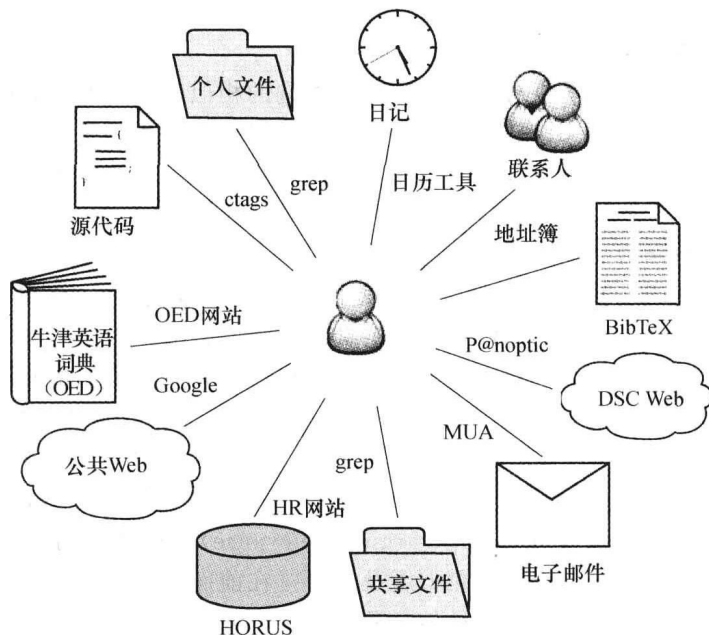 个人文件
日记
联系人
源代码
ctags
grep
日历工具
地址簿
BibTeX
牛津英语
词典
（OED）
OED网站
P@noptic
DSC Web
Google
公共Web
MUA
grep
HR网站
HORUS
共享文件
电子邮件